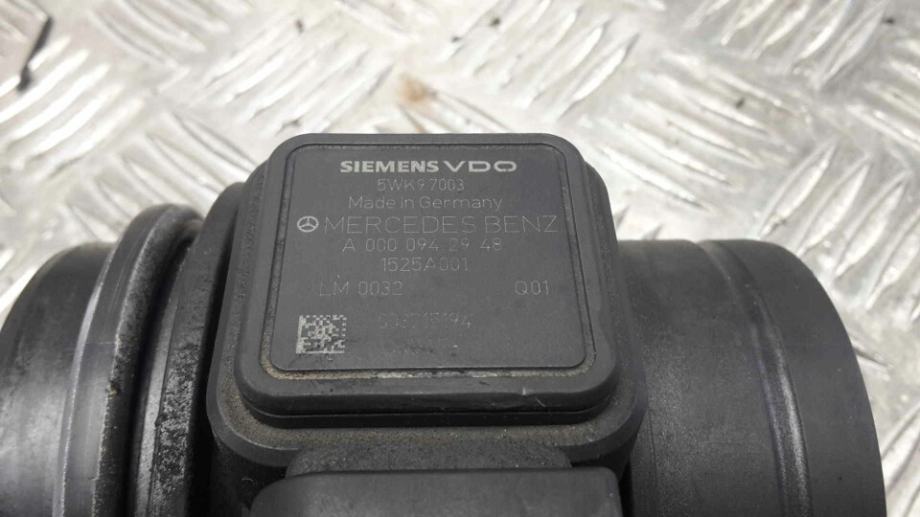 SIEMENS VDO
5WK97003
Made in Germany
MERCEDES BENZ
A 000 094 29 48
1525A001
LM 0032 Q01